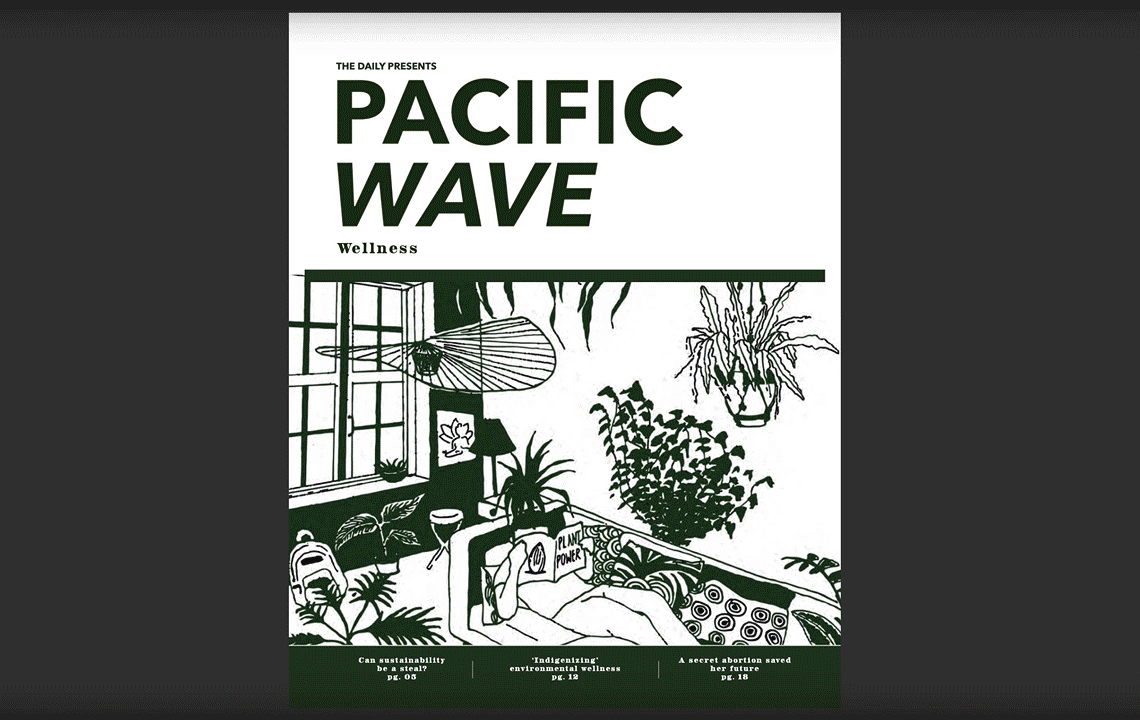 THE DAILY PRESENTS
PACIFIC
WAVE
Wellness
PLANT
POWER
Can sustainability
be a steal?
pg. 05
'Indigenizing'
environmental wellness
pg. 12
A secret abortion saved
her future
pg. 18